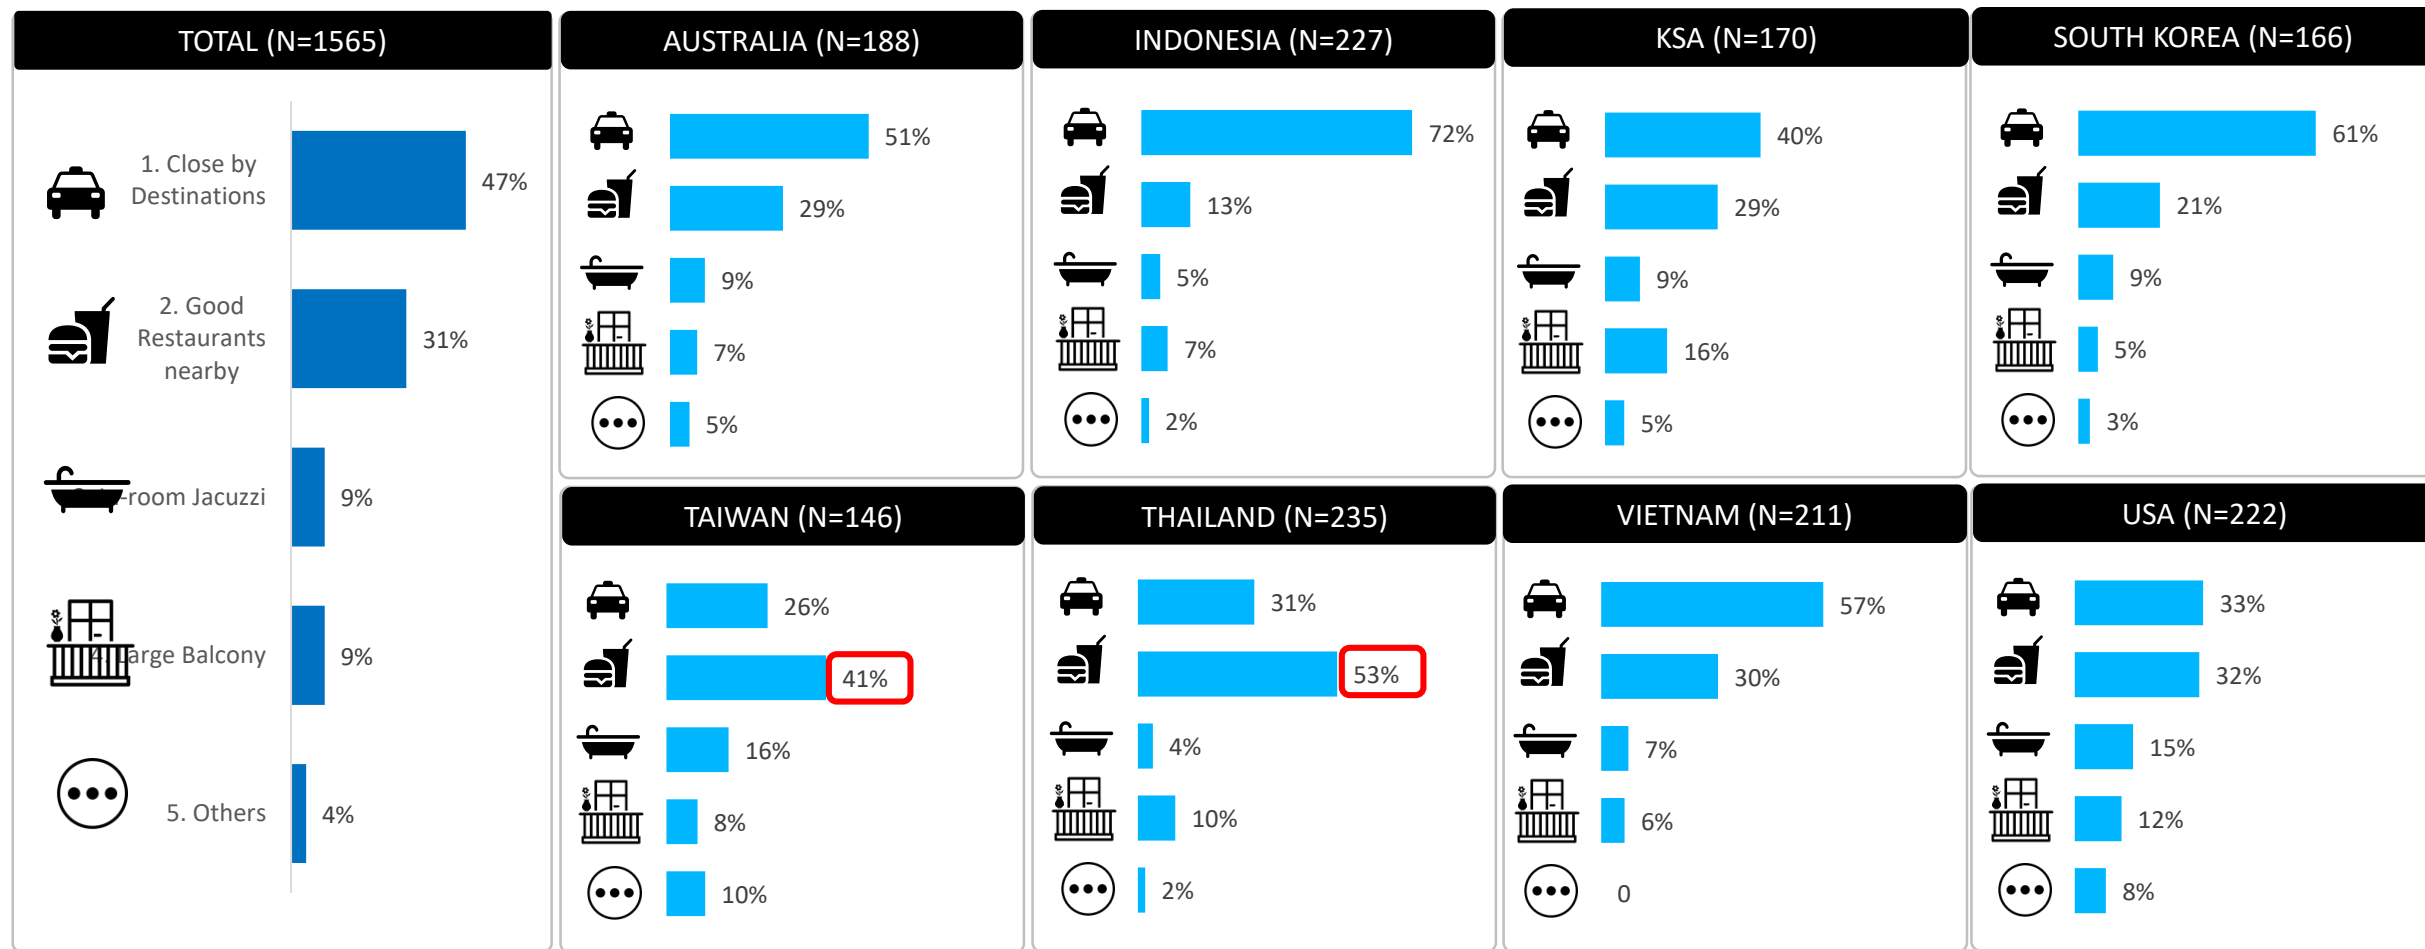 TOTAL (N=1565)
1. Close by
Destinations
47%
2. Good
Restaurants
nearby
31%
-room Jacuzzi
9%
Large Balcony
9%
5. Others
4%
AUSTRALIA (N=188)
51%
29%
9%
7%
5%
INDONESIA (N=227)
72%
13%
5%
7%
2%
KSA (N=170)
40%
29%
9%
16%
5%
SOUTH KOREA (N=166)
61%
21%
9%
5%
3%
TAIWAN (N=146)
26%
41%
16%
8%
10%
THAILAND (N=235)
31%
53%
4%
10%
2%
VIETNAM (N=211)
57%
30%
7%
6%
0
USA (N=222)
33%
32%
15%
12%
8%